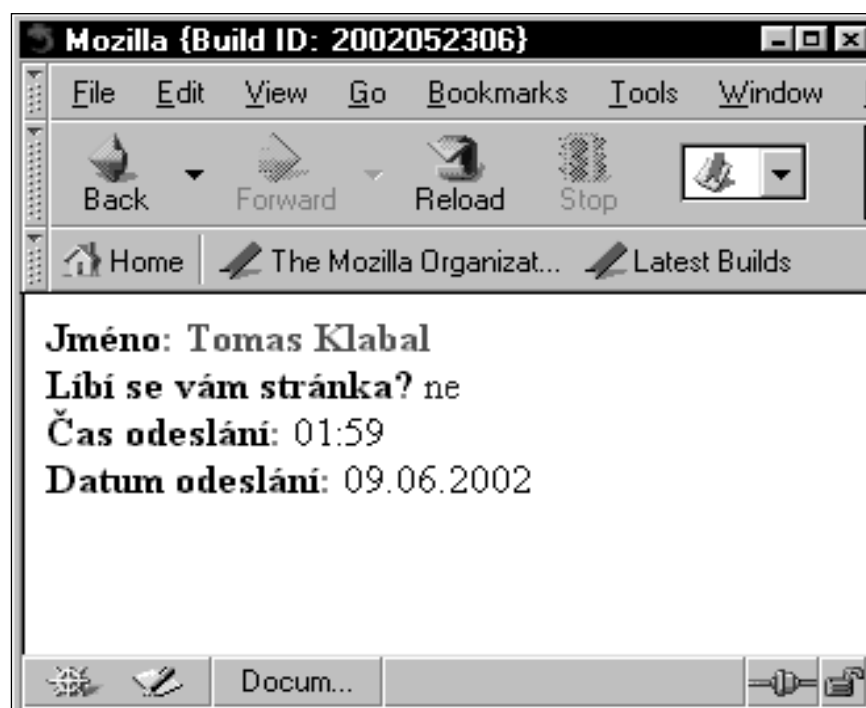 Mozilla {Build ID: 2002052306}
File Edit View Go Bookmarks Tools Window
Back Forward Reload Stop
Home The Mozilla Organizat... Latest Builds
Jméno: Tomas Klabal
Líbí se vám stránka? ne
Čas odeslání: 01:59
Datum odeslání: 09.06.2002
Docum...